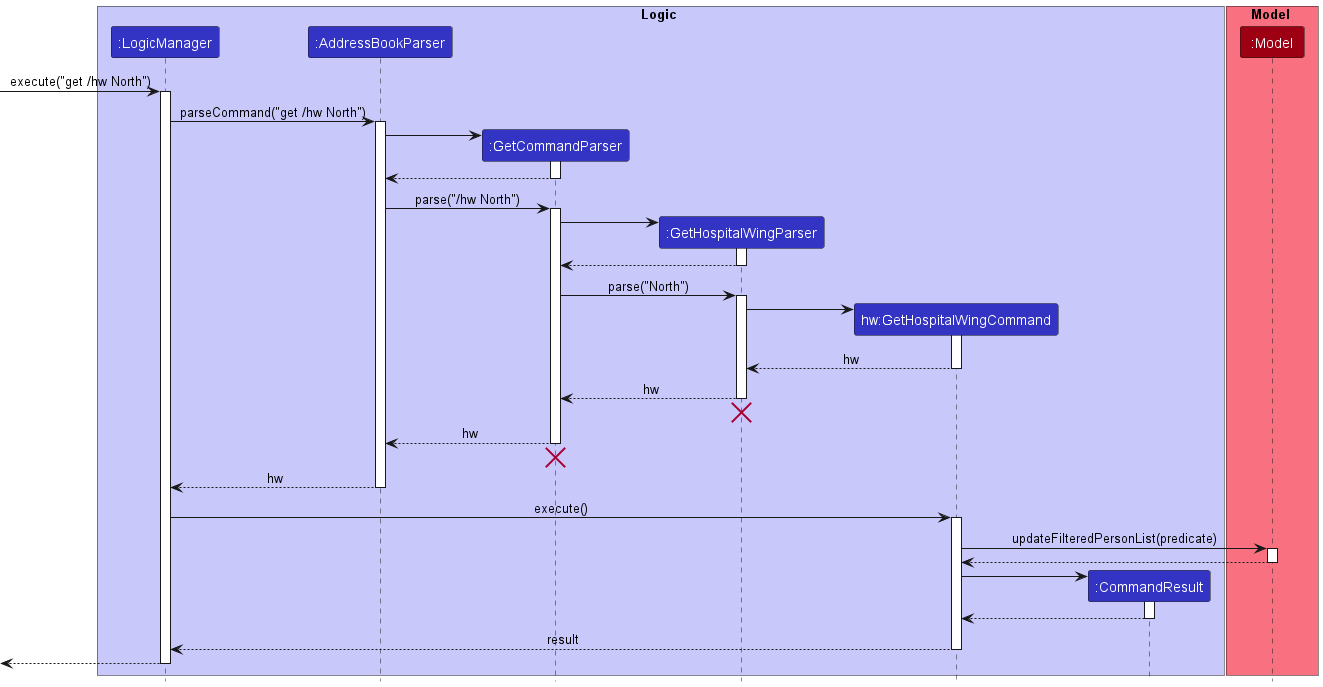 Logic
Model
:LogicManager
:AddressBookParser
:Model
execute("get /hw North")
parseCommand("get /hw North")
:GetCommandParser
parse("/hw North")
:GetHospitalWingParser
parse("North")
hw:GetHospitalWingCommand
hw
hw
hw
hw
execute()
updateFilteredPersonList(predicate)
:CommandResult
result